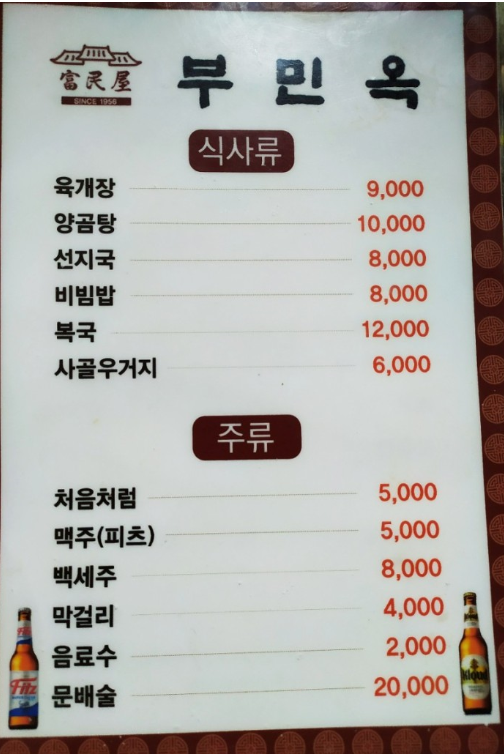 富民屋
SINCE 1956
부민옥
식사류
육개장 9,000
양곰탕 10,000
선지국 8,000
비빔밥 8,000
복국 12,000
사골우거지 6,000
주류
처음처럼 5,000
맥주(피츠) 5,000
백세주 8,000
막걸리 4,000
음료수 2,000
문배술 20,000
Fitz
Kloud